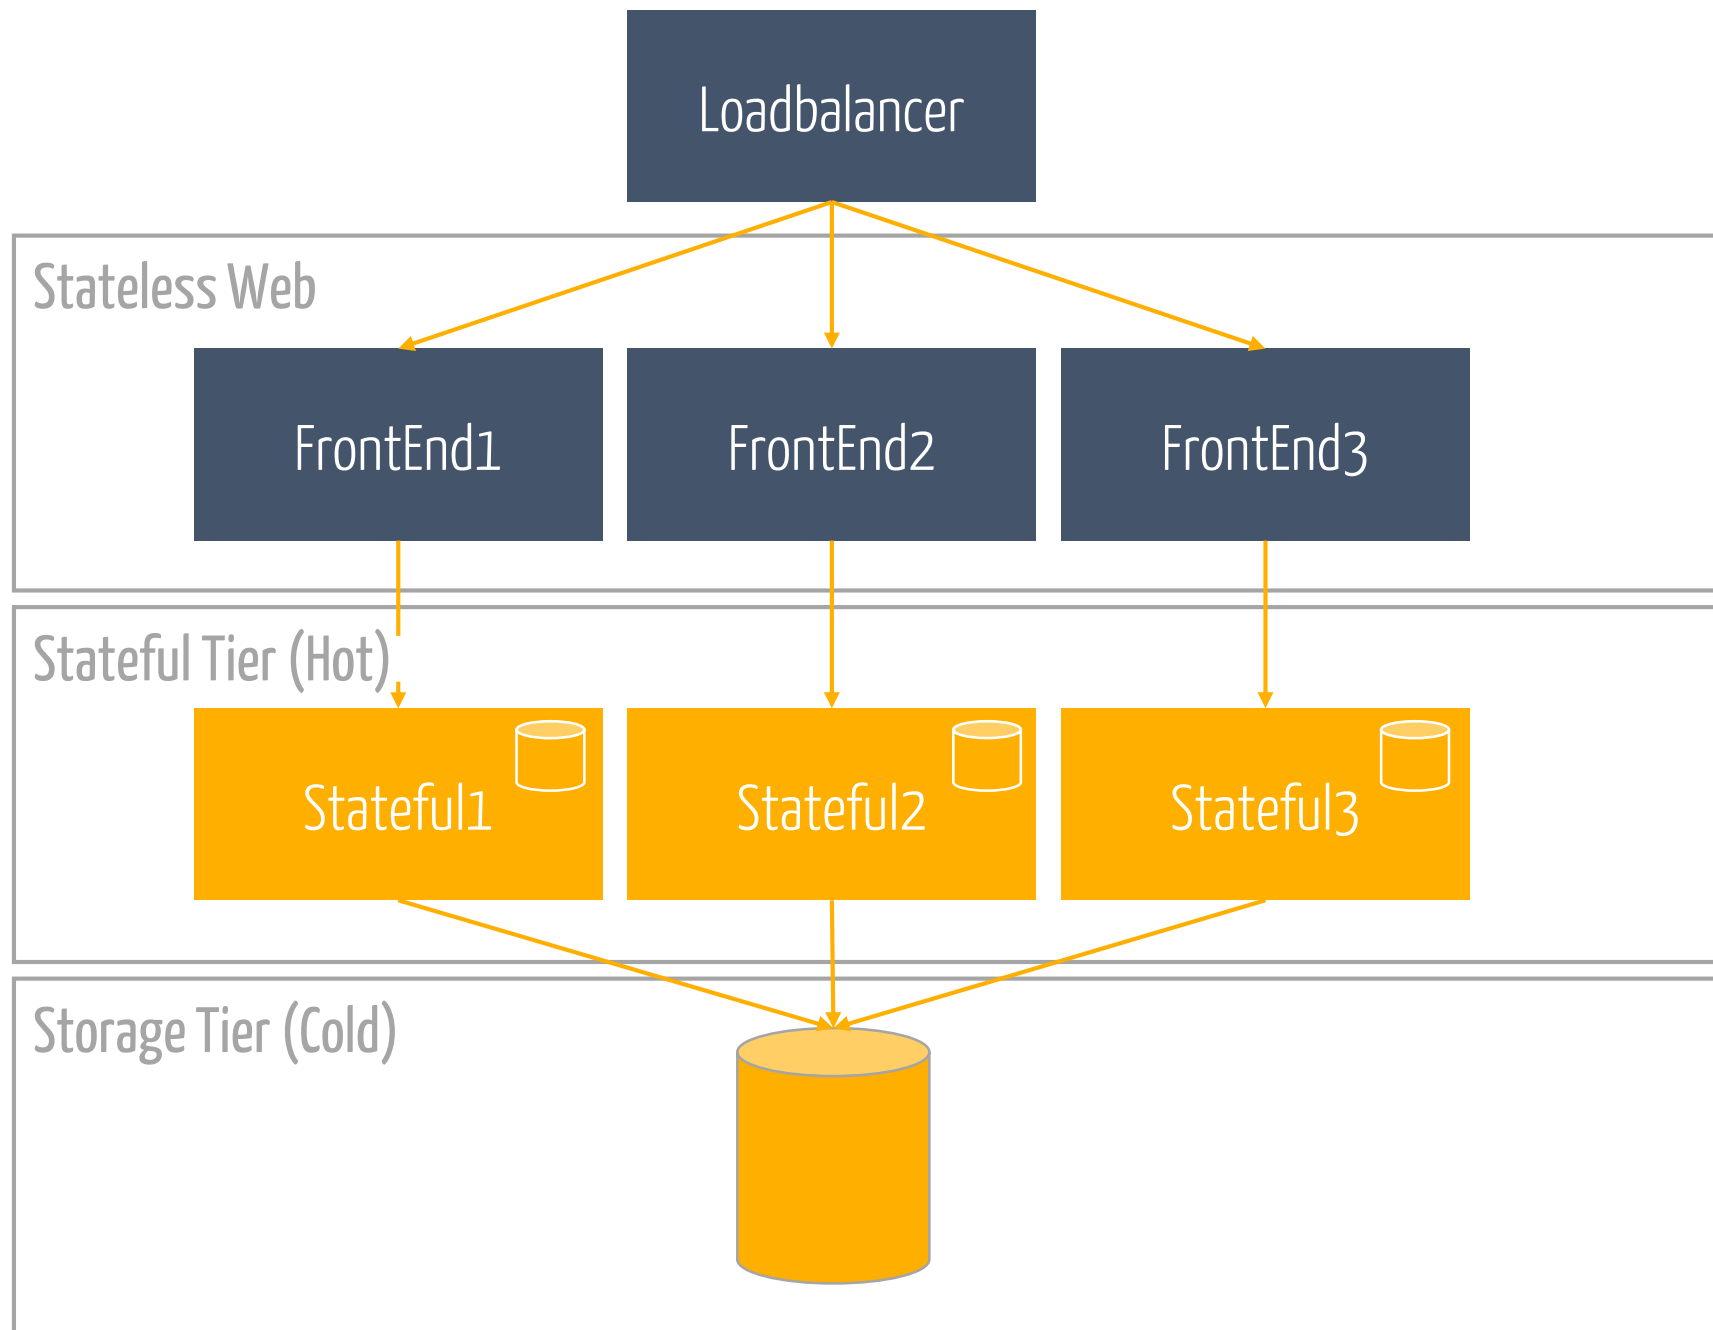 Loadbalancer
Stateless Web
FrontEnd1
FrontEnd2
FrontEnd3
Stateful Tier (Hot)
Stateful1
Stateful2
Stateful3
Storage Tier (Cold)